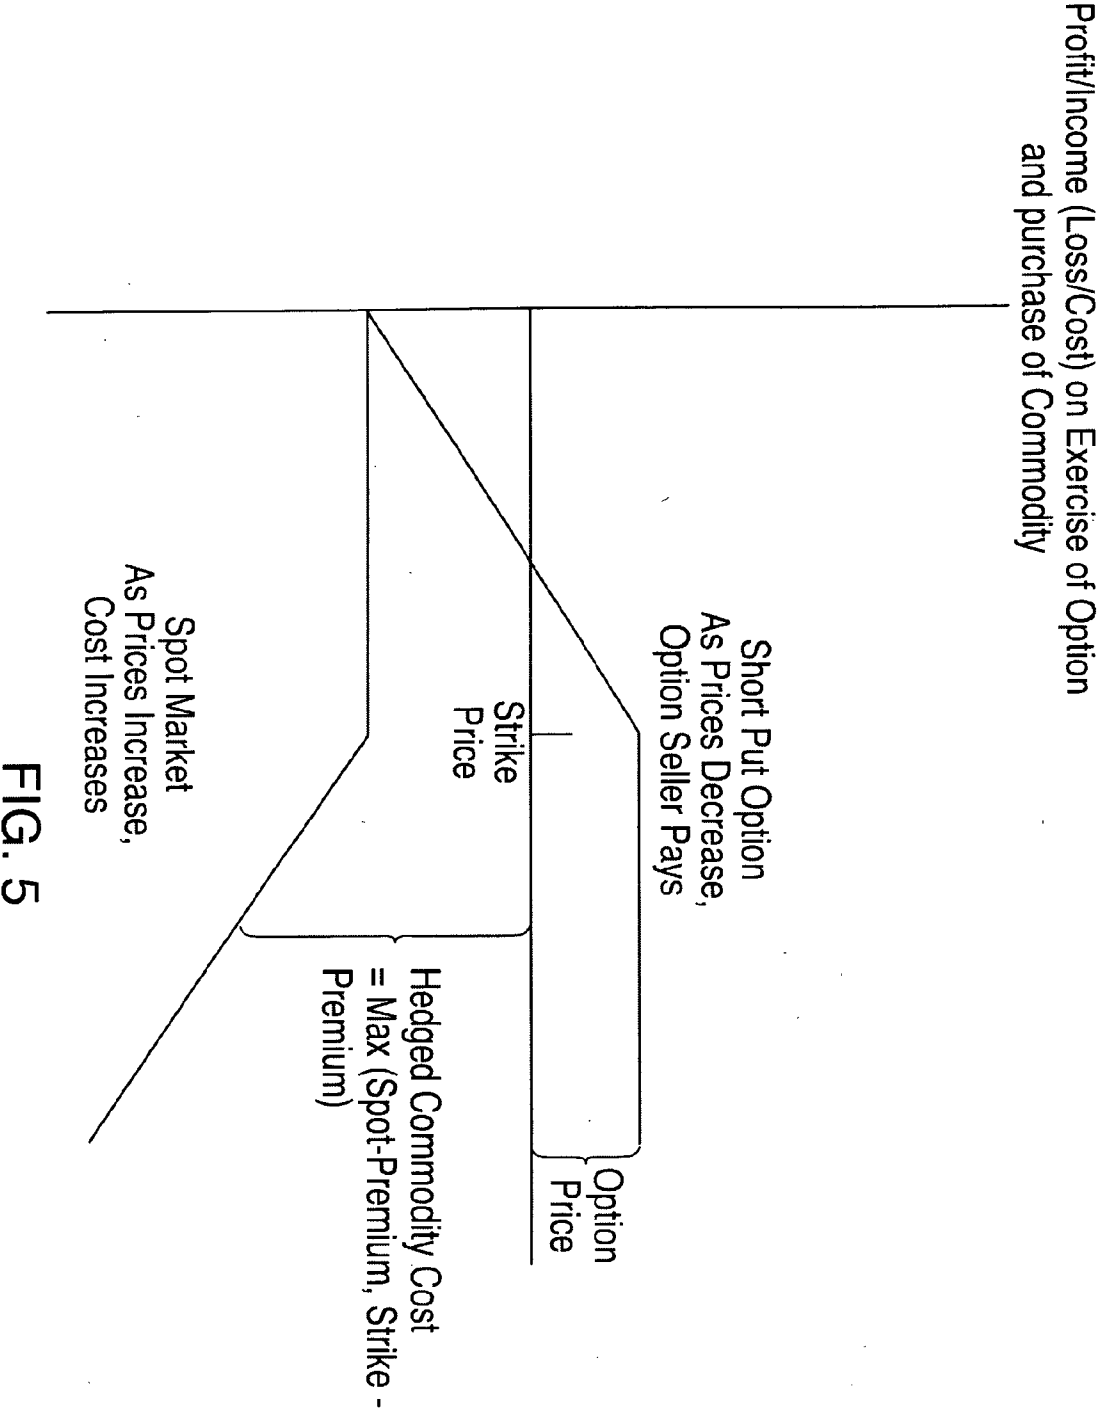 Profit/Income (Loss/Cost) on Exercise of Option
and purchase of Commodity
Short Put Option
As Prices Decrease,
Option Seller Pays
Option
Price
Strike
Price
Hedged Commodity Cost
= Max (Spot-Premium, Strike -
Premium)
Spot Market
As Prices Increase,
Cost Increases
FIG. 5